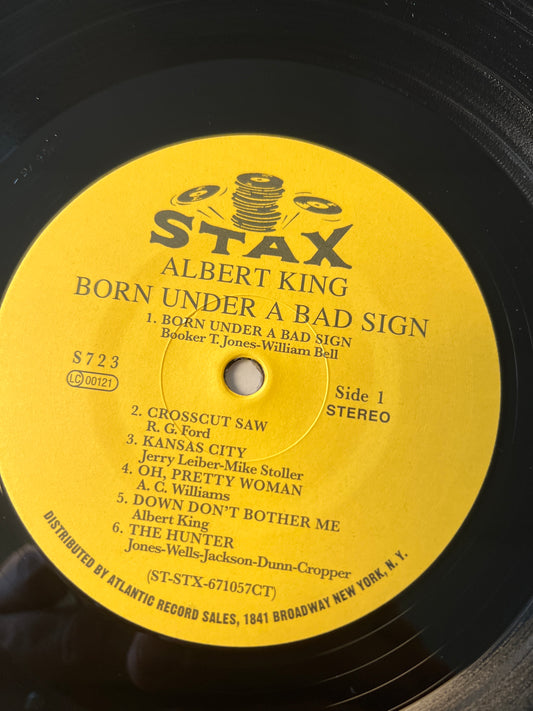 STAX
ALBERT KING
BORN UNDER A BAD SIGN
1. BORN UNDER A BAD SIGN
Booker T. Jones-William Bell
S723
LC 00121
Side 1
STEREO
2. CROSSCUT SAW
R. G. Ford
3. KANSAS CITY
Jerry Leiber-Mike Stoller
4. OH, PRETTY WOMAN
A. C. Williams
5. DOWN DON'T BOTHER ME
Albert King
6. THE HUNTER
Jones-Wells-Jackson-Dunn-Cropper
(ST-STX-671057CT)
DISTRIBUTED BY ATLANTIC RECORD SALES, 1841 BROADWAY NEW YORK, N. Y.